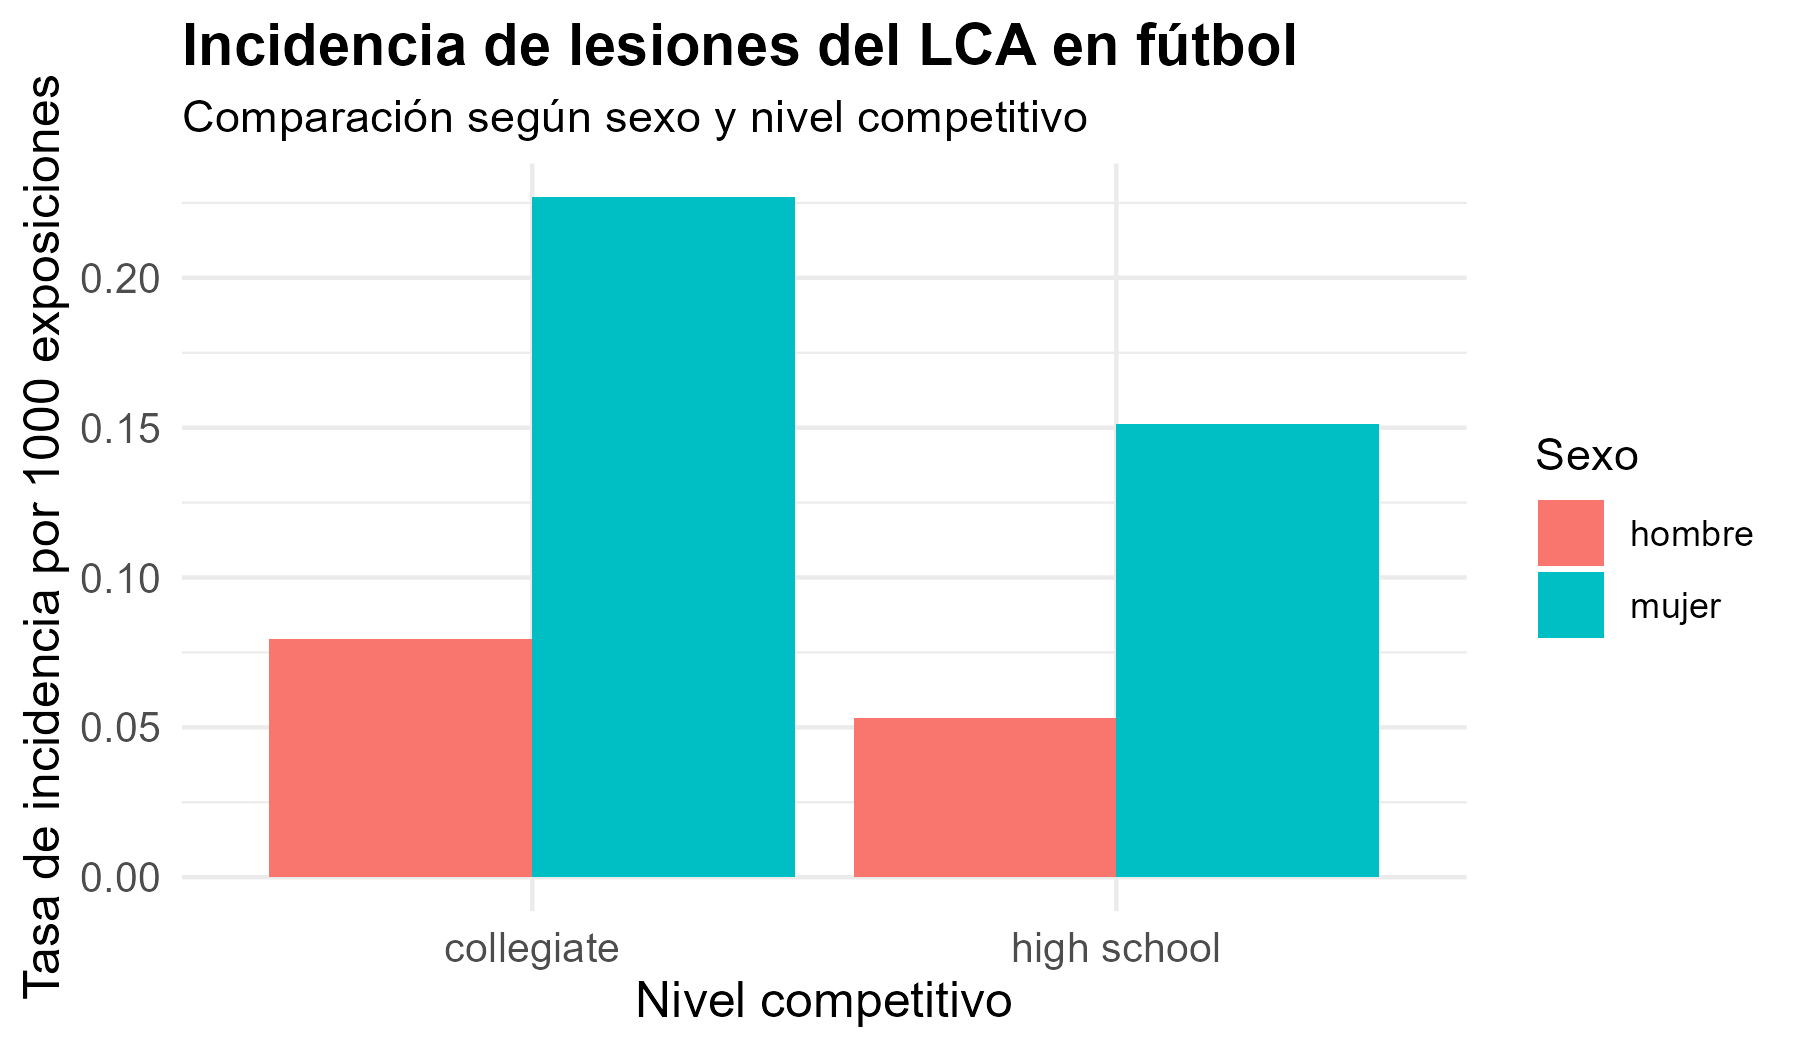 Incidencia de lesiones del LCA en fútbol
Comparación según sexo y nivel competitivo
Tasa de incidencia por 1000 exposiciones
0.20
0.15
0.10
0.05
0.00
collegiate
high school
Nivel competitivo
Sexo
hombre
mujer